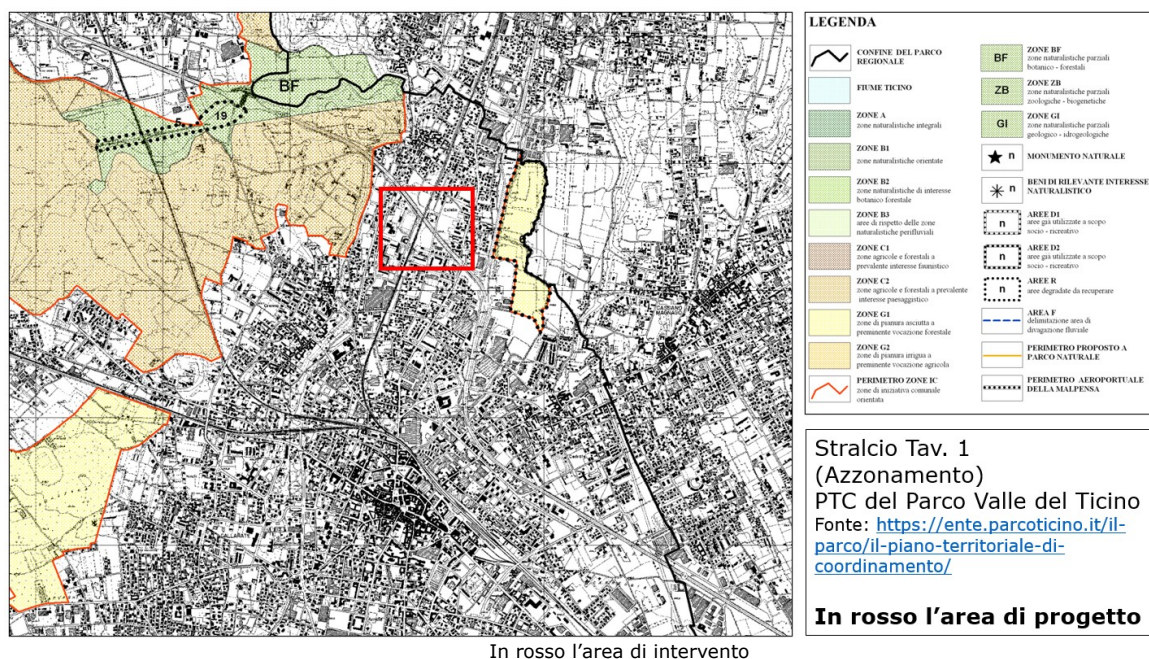 BF
19
MAGNANO
LEGENDA
CONFINE DEL PARCO
REGIONALE
FIUME TICINO
ZONE A
zone naturalistiche integrali
ZONE B1
zone naturalistiche orientate
ZONE B2
zone naturalistiche di interesse
botanico forestale
ZONE B3
aree di rispetto delle zone
naturalistiche perifluviali
ZONE C1
zone agricole e forestali a
prevalente interesse faunistico
ZONE C2
zone agricole e forestali a prevalente
interesse paesaggistico
ZONE G1
zone di pianura asciutta a
preminente vocazione forestale
ZONE G2
zone di pianura irrigua a
preminente vocazione agricola
PERIMETRO ZONE IC
zone di iniziativa comunale
orientata
BF
ZONE BF
zone naturalistiche parziali
botanico - forestali
ZB
ZONE ZB
zone naturalistiche parziali
zoologiche - biogenetiche
GI
ZONE GI
zone naturalistiche parziali
geologico - idrogeologiche
n
MONUMENTO NATURALE
n
BENI DI RILEVANTE INTERESSE
NATURALISTICO
n
AREE D1
aree già utilizzate a scopo
socio - ricreativo
n
AREE D2
aree già utilizzate a scopo
socio - ricreativo
n
AREE R
aree degradate da recuperare
AREA F
delimitazione area di
divagazione fluviale
PERIMETRO PROPOSTO A
PARCO NATURALE
PERIMETRO AEROPORTUALE
DELLA MALPENSA
Stralcio Tav. 1
(Azzonamento)
PTC del Parco Valle del Ticino
Fonte: https://ente.parcoticino.it/il-
parco/il-piano-territoriale-di-
coordinamento/
In rosso l’area di progetto
In rosso l’area di intervento